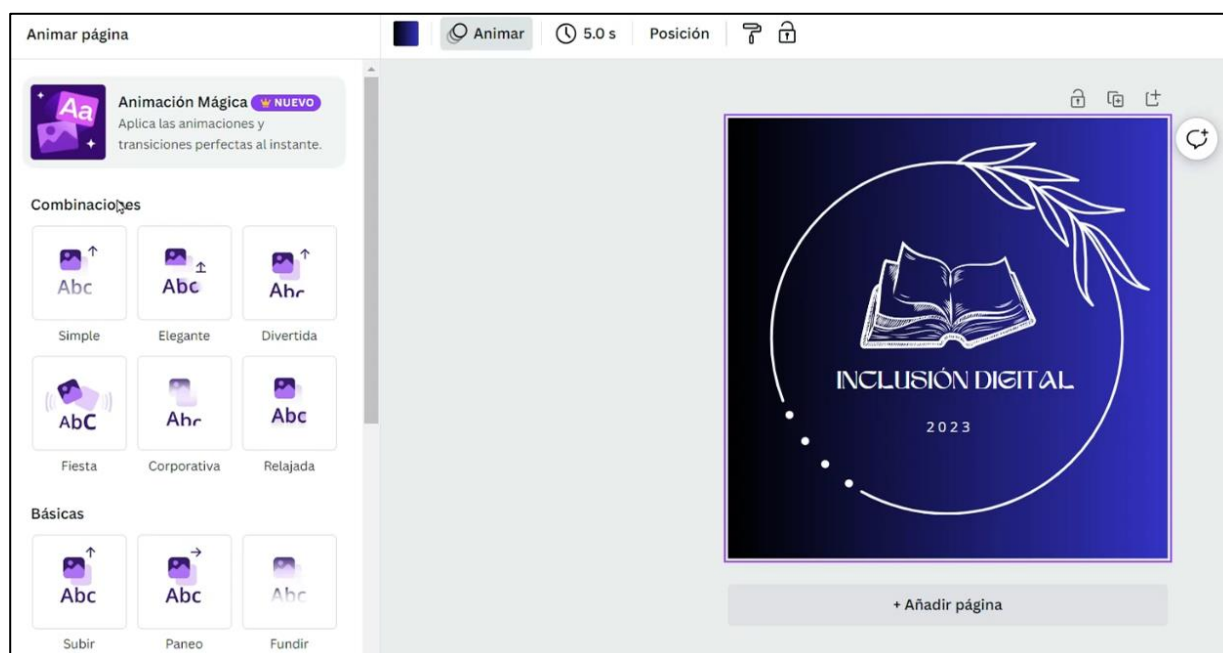 Animar página
Animar
5.0 s
Posición
Aa
Animación Mágica NUEVO
Aplica las animaciones y
transiciones perfectas al instante.
Combinaciones
Abc
Abc
Abc
Simple
Elegante
Divertida
AbC
Abc
Abc
Fiesta
Corporativa
Relajada
Básicas
Abc
Abc
Abc
Subir
Paneo
Fundir
INCLUSIÓN DIGITAL
2023
+ Añadir página